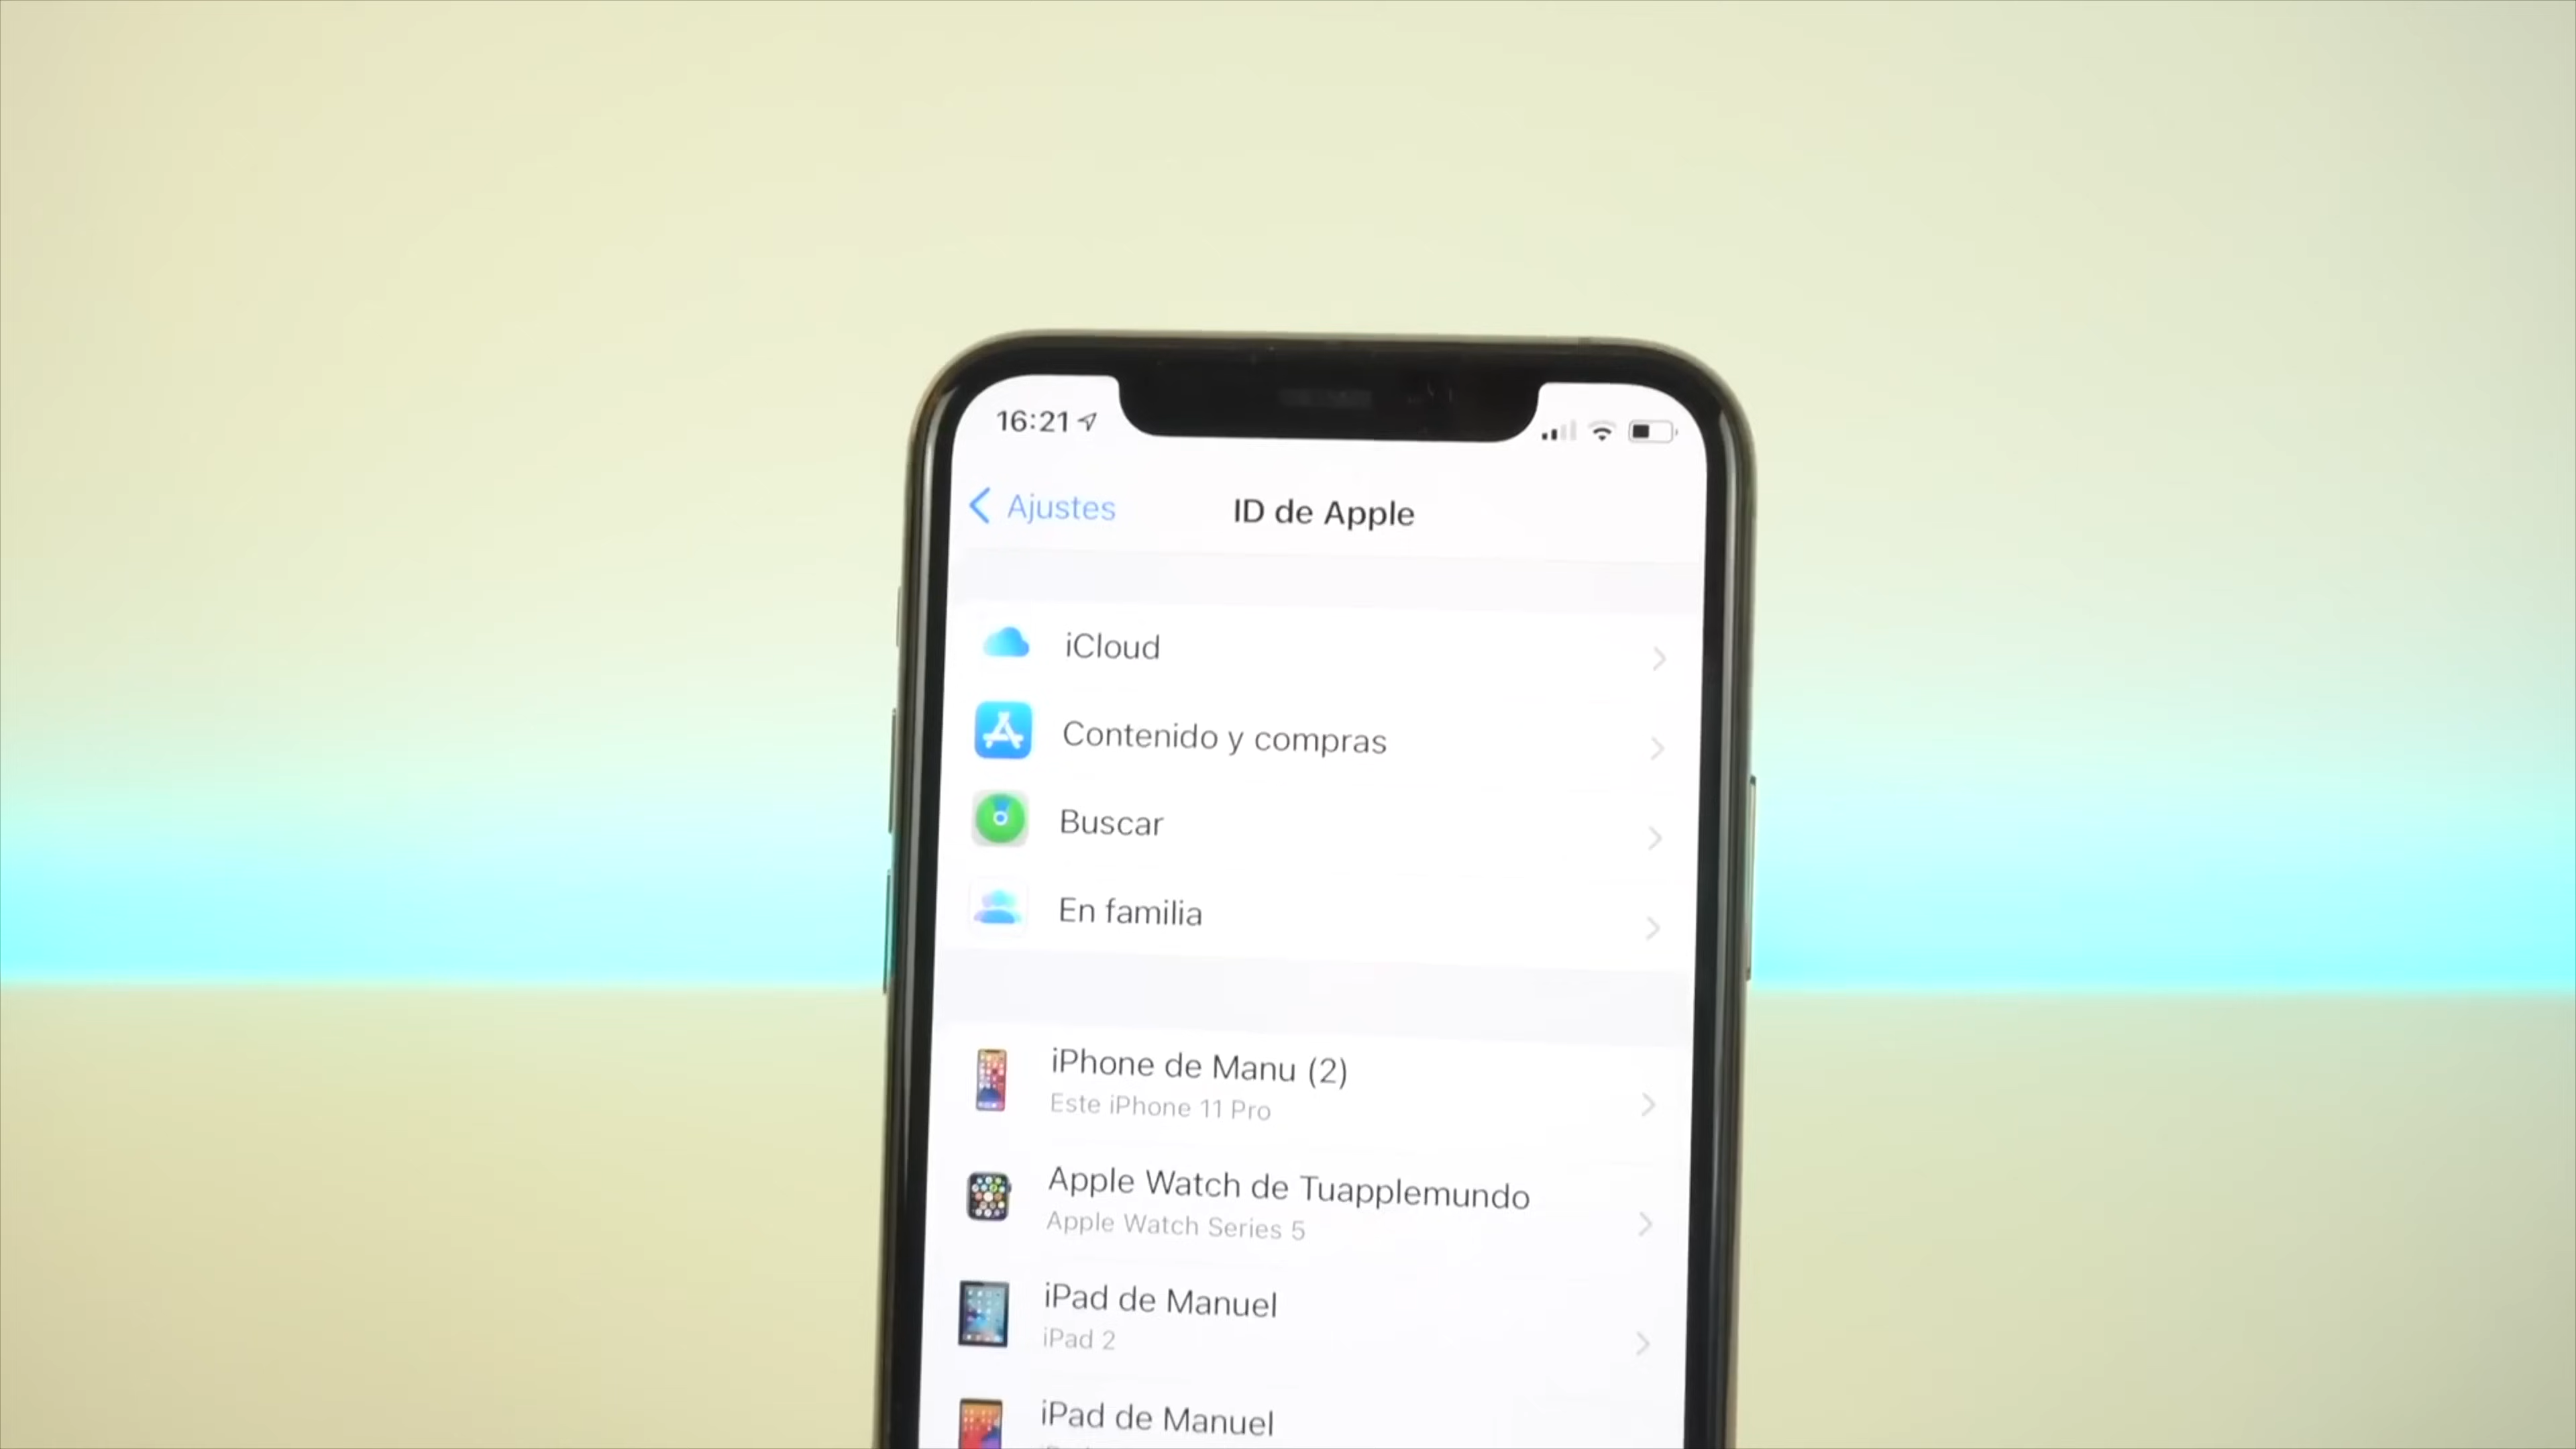 16:21
Ajustes
ID de Apple
iCloud
Contenido y compras
Buscar
En familia
iPhone de Manu (2)
Este iPhone 11 Pro
Apple Watch de Tuapplemundo
Apple Watch Series 5
iPad de Manuel
iPad 2
iPad de Manuel